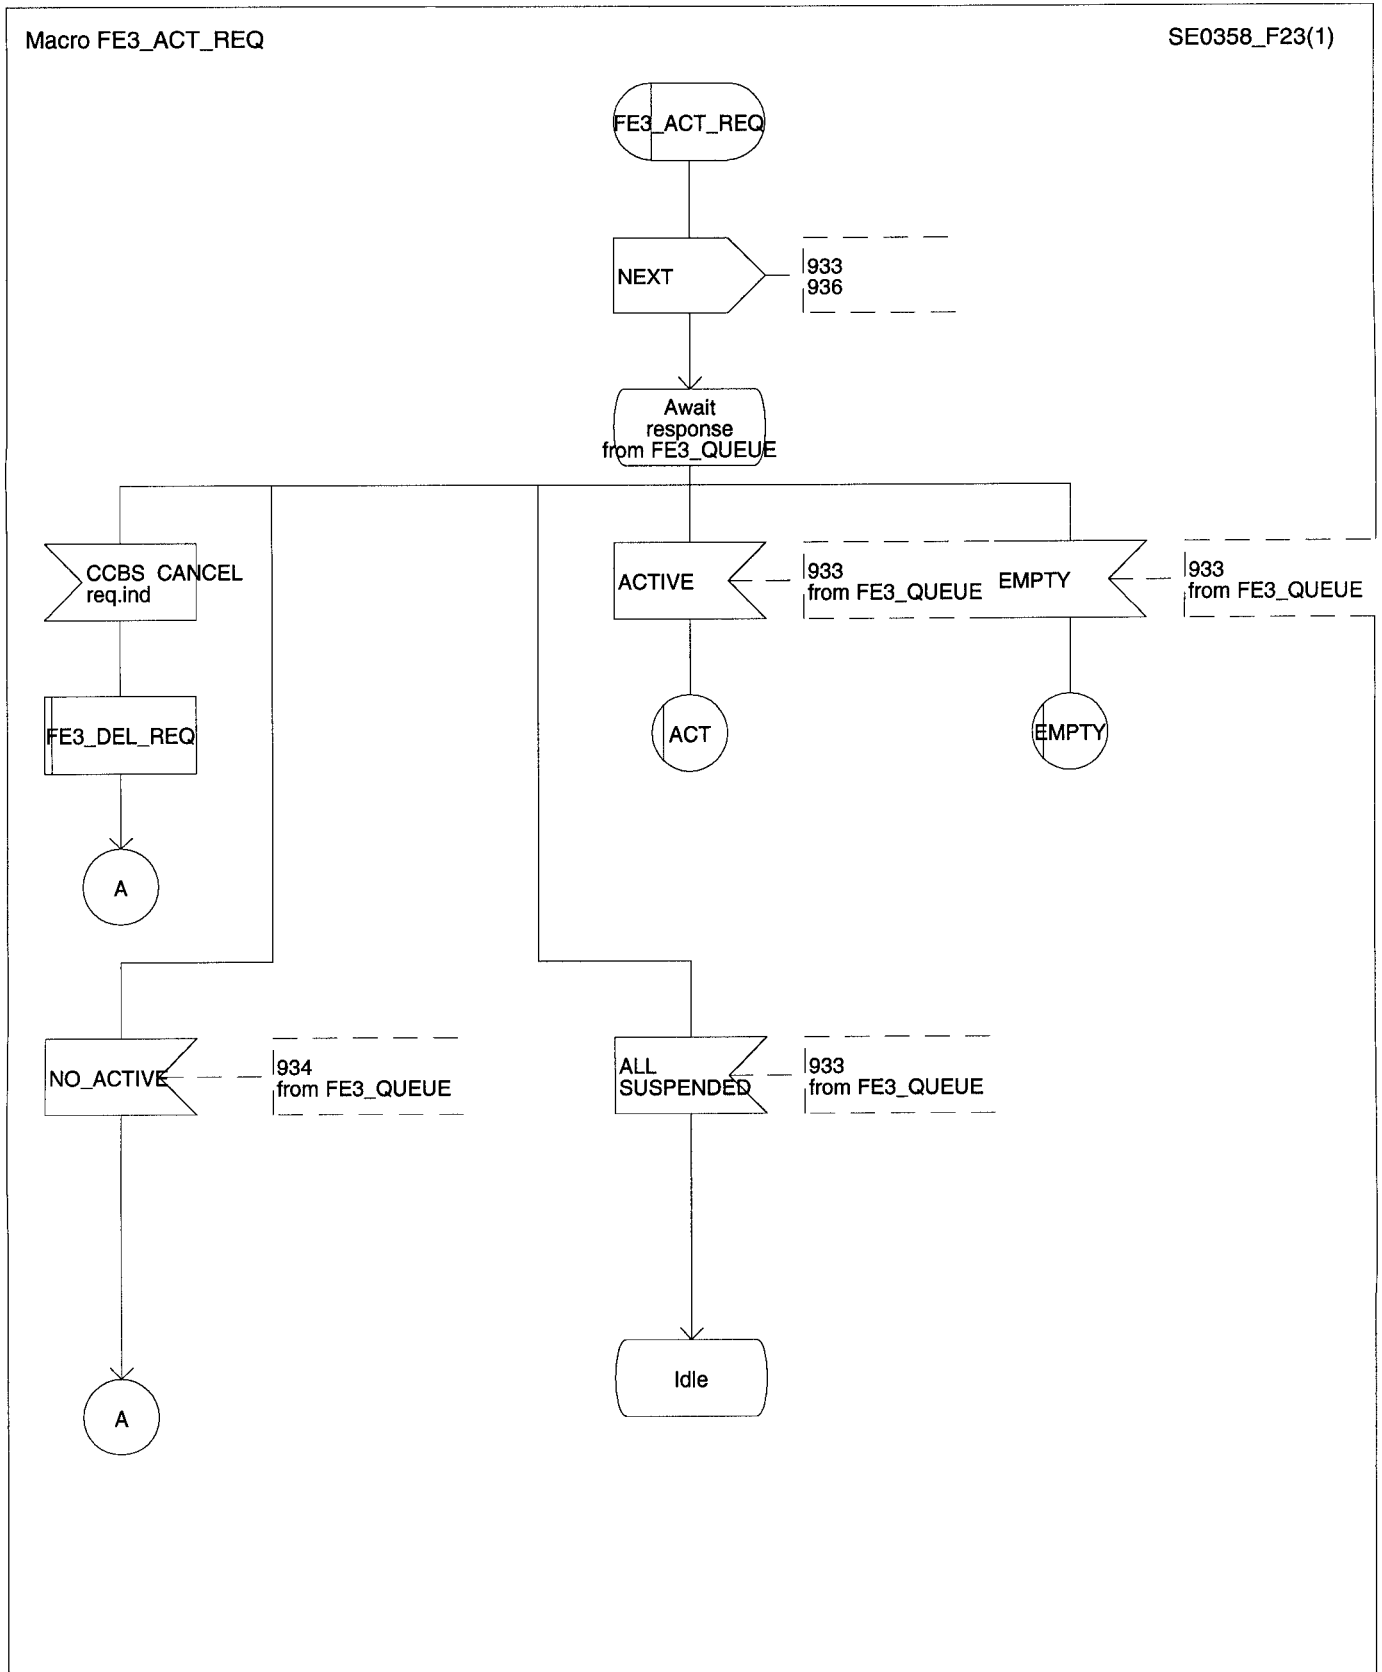 Macro FE3_ACT_REQ
SE0358_F23(1)
FE3_ACT_REQ
NEXT
933
936
Await
response
from FE3_QUEUE
CCBS CANCEL
req.ind
ACTIVE
933
from FE3_QUEUE
EMPTY
933
from FE3_QUEUE
FE3_DEL_REQ
ACT
EMPTY
A
NO_ACTIVE
934
from FE3_QUEUE
ALL
SUSPENDED
933
from FE3_QUEUE
Idle
A